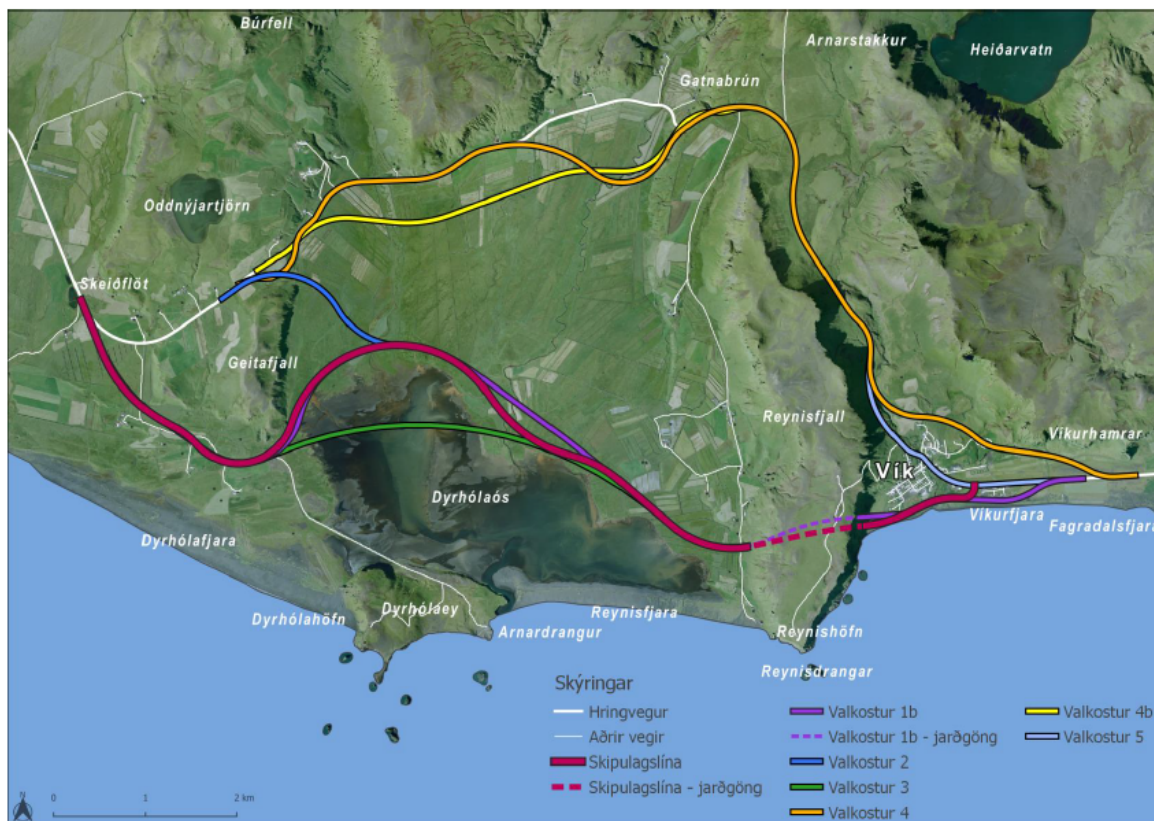 Búrfell
Arnarstakkur
Heiðarvatn
Gatnabrún
Oddnýjartjörn
Skeiðflöt
Geitafjall
Reynisfjall
Víkurhamrar
Vík
Dyrhólaós
Víkurfjara
Fagradalsfjara
Dyrhólafjara
Dyrhólahöfn
Dyrhólaey
Arnardrangur
Reynisfjara
Reynishöfn
Reynisdrangar
Skýringar
Hringvegur
Aðrir vegir
Skipulagslína
Skipulagslína - jarðgöng
Valkostur 1b
Valkostur 1b - jarðgöng
Valkostur 2
Valkostur 3
Valkostur 4
Valkostur 4b
Valkostur 5
N
0 1 2 km